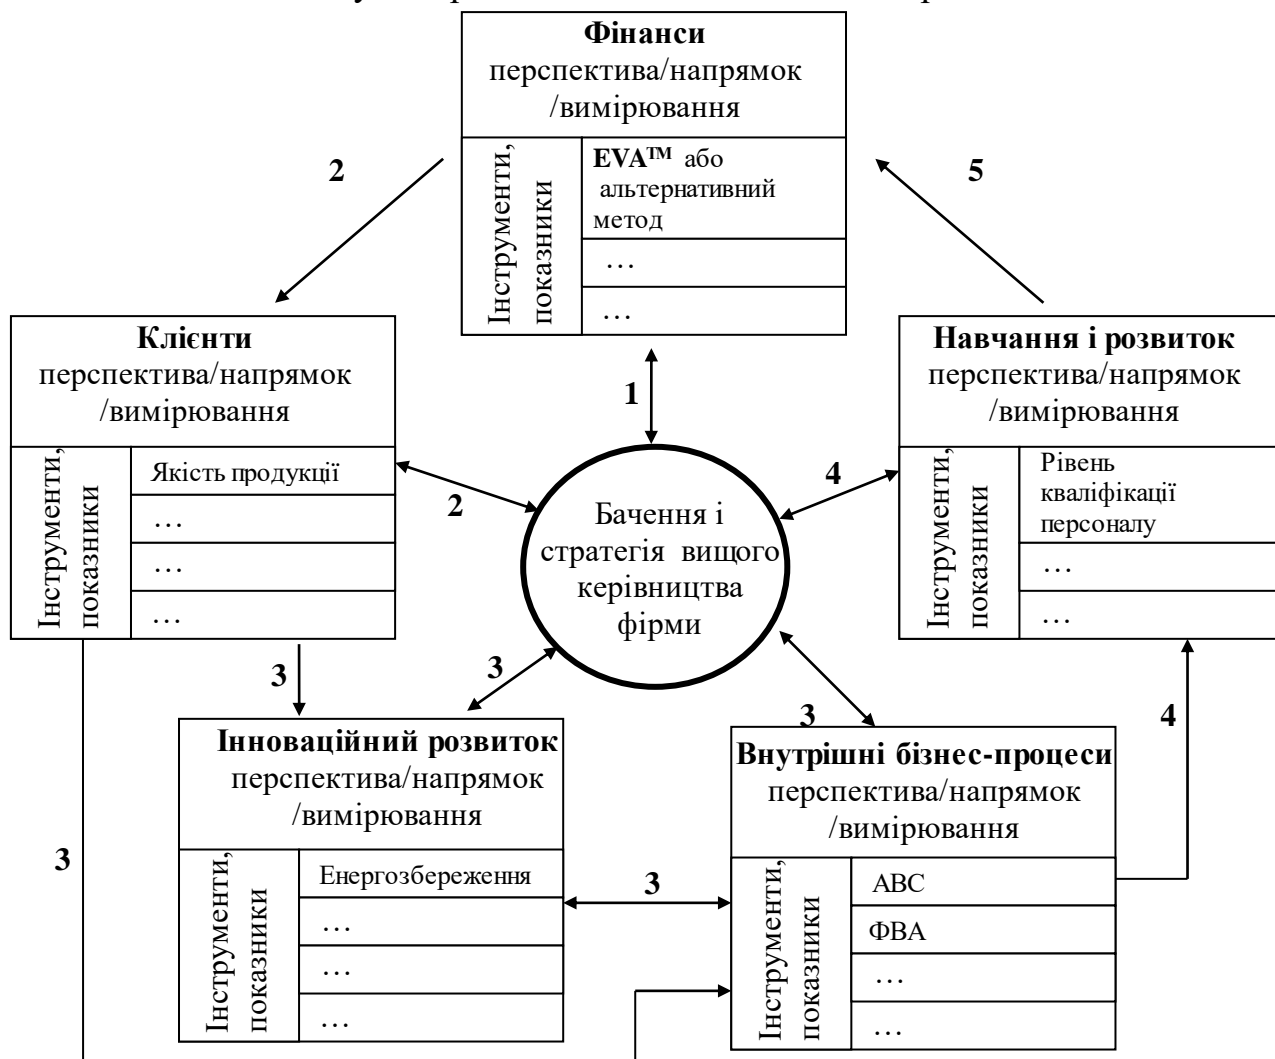 Фінанси
перспектива/напрямок
/вимірювання
Інструменти,
показники
EVA™ або
альтернативний
метод
…
…
2
5
Клієнти
перспектива/напрямок
/вимірювання
Інструменти,
показники
Якість продукції
…
…
…
1
Навчання і розвиток
перспектива/напрямок
/вимірювання
Інструменти,
показники
Рівень
кваліфікації
персоналу
…
…
2
4
Бачення і
стратегія вищого
керівництва
фірми
3
3
3
4
Інноваційний розвиток
перспектива/напрямок
/вимірювання
Інструменти,
показники
Енергозбереження
…
…
…
3
3
Внутрішні бізнес-процеси
перспектива/напрямок
/вимірювання
Інструменти,
показники
АВС
ФВА
…
…